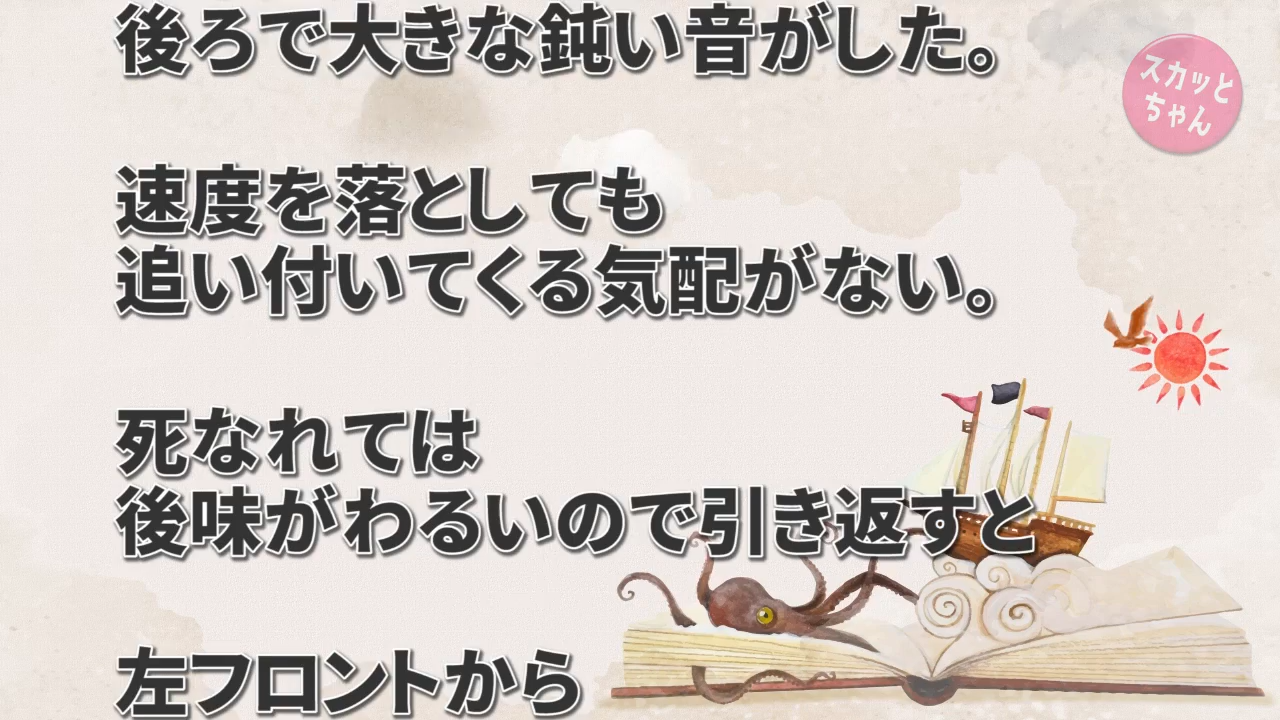 後ろで大きな鈍い音がした。
スカッと
ちゃん
速度を落としても
追い付いてくる気配がない。
死なれては
後味がわるいので引き返すと
左フロントから